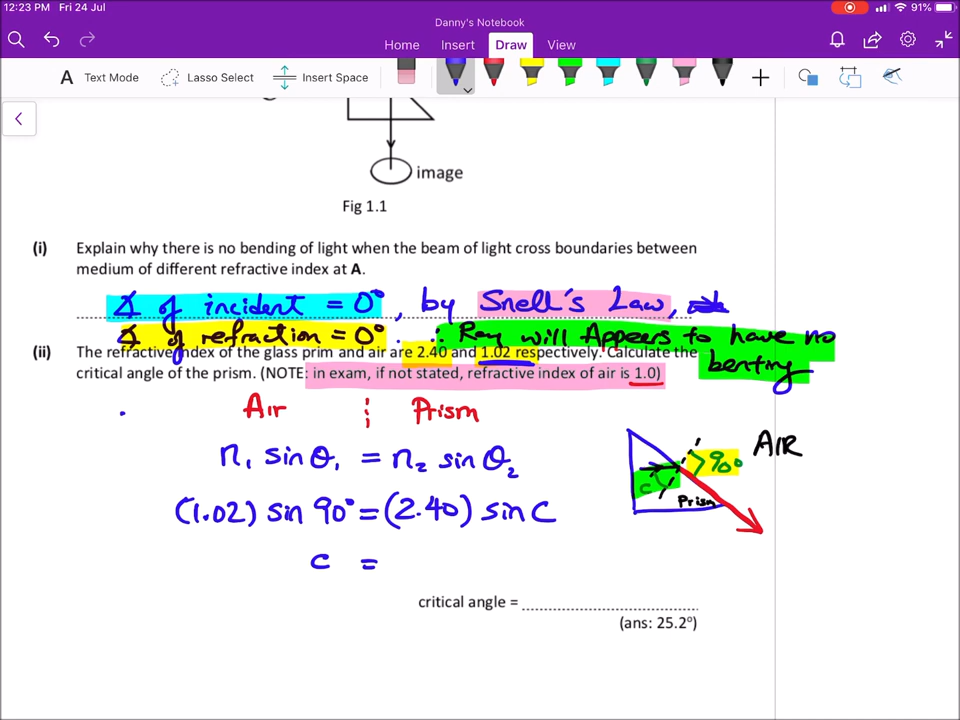 12:23 PM Fri 24 Jul 91%
Danny's Notebook
Home Insert Draw View
A Text Mode Lasso Select Insert Space
image
Fig 1.1
(i) Explain why there is no bending of light when the beam of light cross boundaries between
medium of different refractive index at A.
∡ of incident = 0°, by Snell's Law,
∡ of refraction = 0°. ∴ Ray will Appears to have no
bending
(ii) The refractive index of the glass prim and air are 2.40 and 1.02 respectively. Calculate the
critical angle of the prism. (NOTE: in exam, if not stated, refractive index of air is 1.0)
Air ¦ Prism
n₁ sin θ₁ = n₂ sin θ₂
(1.02) sin 90° = (2.40) sin C
c =
AIR
90°
c
Prism
critical angle = ........................................
(ans: 25.2°)